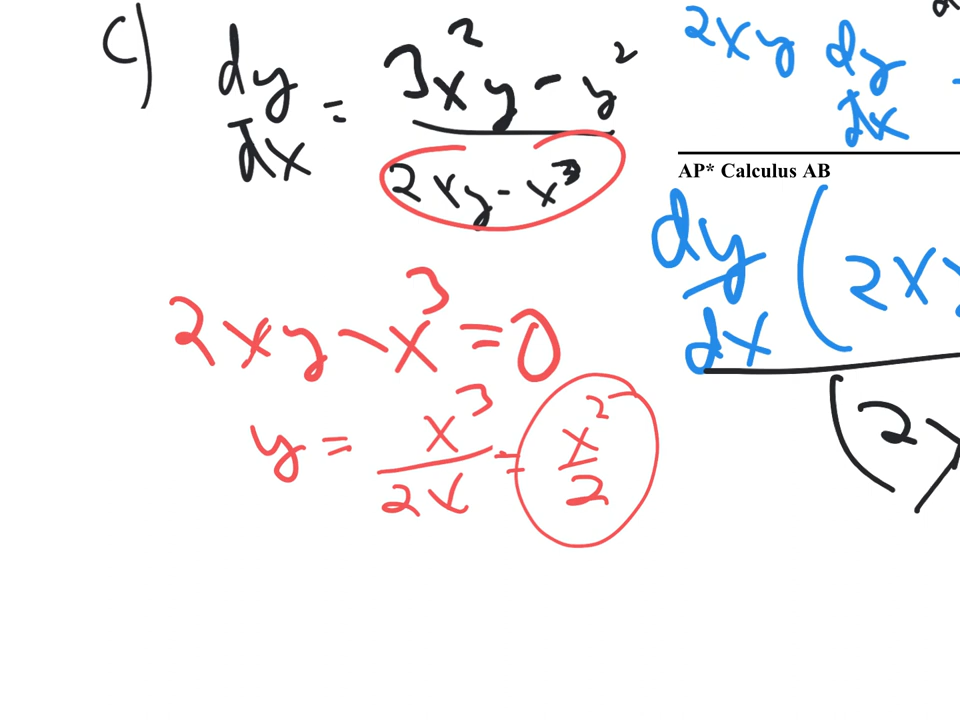 c) dy/dx = (3x²y - y²)/(2xy - x³)
2xy - x³ = 0
y = x³/2x = x²/2
2xy dy/dx
AP* Calculus AB
dy/dx (2xy
(2y